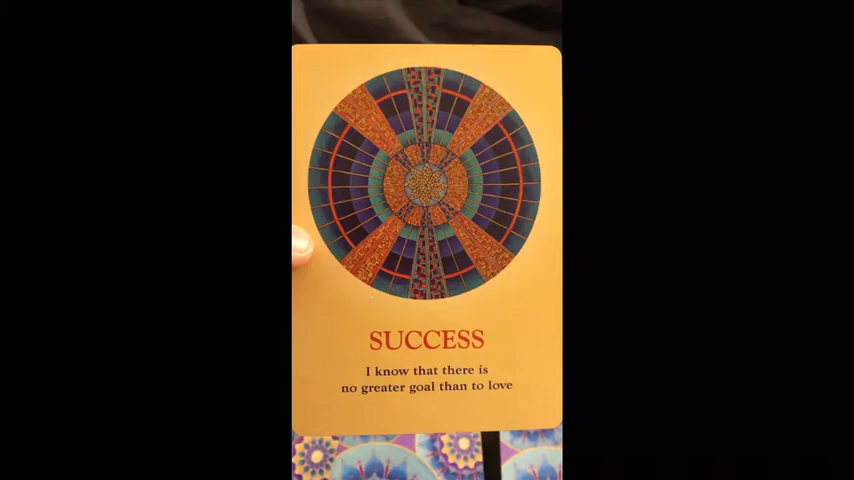 SUCCESS
I know that there is
no greater goal than to love